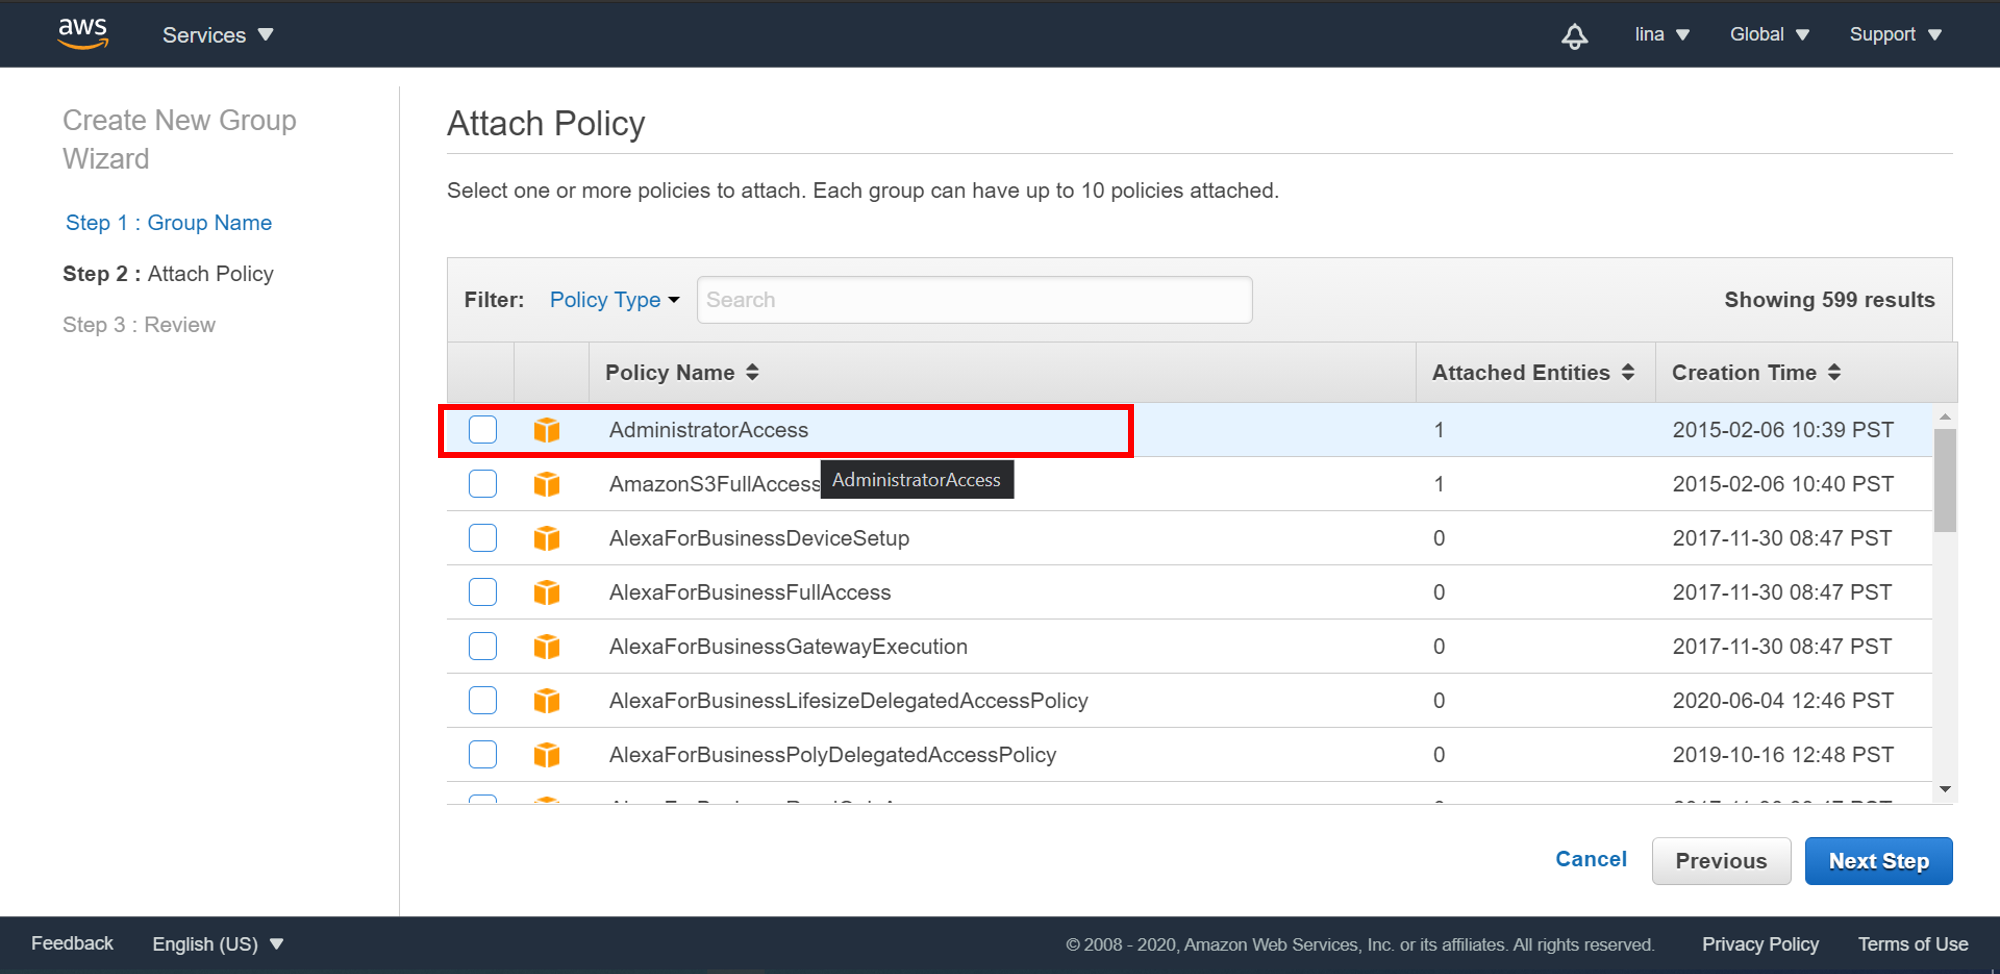 aws
Services
lina
Global
Support
Create New Group
Wizard
Step 1 : Group Name
Step 2 : Attach Policy
Step 3 : Review
Attach Policy
Select one or more policies to attach. Each group can have up to 10 policies attached.
Filter: Policy Type Search Showing 599 results
Policy Name Attached Entities Creation Time
AdministratorAccess 1 2015-02-06 10:39 PST
AdministratorAccess
AmazonS3FullAccess 1 2015-02-06 10:40 PST
AlexaForBusinessDeviceSetup 0 2017-11-30 08:47 PST
AlexaForBusinessFullAccess 0 2017-11-30 08:47 PST
AlexaForBusinessGatewayExecution 0 2017-11-30 08:47 PST
AlexaForBusinessLifesizeDelegatedAccessPolicy 0 2020-06-04 12:46 PST
AlexaForBusinessPolyDelegatedAccessPolicy 0 2019-10-16 12:48 PST
Cancel Previous Next Step
Feedback English (US) © 2008 - 2020, Amazon Web Services, Inc. or its affiliates. All rights reserved. Privacy Policy Terms of Use